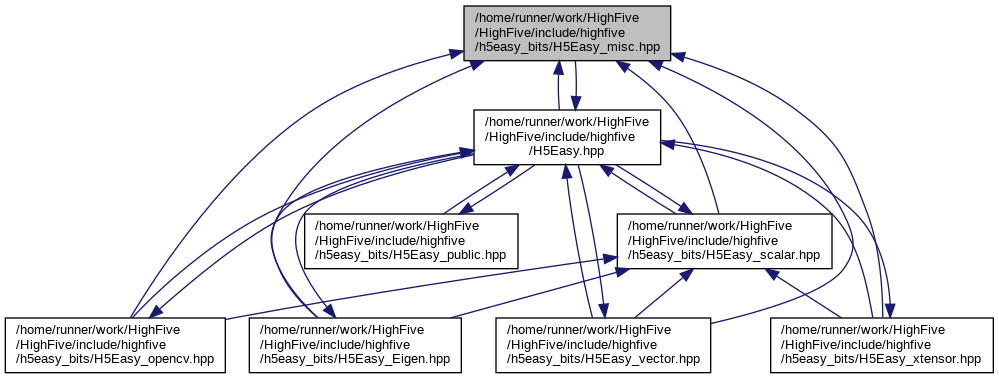 /home/runner/work/HighFive
/HighFive/include/highfive
/h5easy_bits/H5Easy_misc.hpp
/home/runner/work/HighFive
/HighFive/include/highfive
/H5Easy.hpp
/home/runner/work/HighFive
/HighFive/include/highfive
/h5easy_bits/H5Easy_public.hpp
/home/runner/work/HighFive
/HighFive/include/highfive
/h5easy_bits/H5Easy_scalar.hpp
/home/runner/work/HighFive
/HighFive/include/highfive
/h5easy_bits/H5Easy_opencv.hpp
/home/runner/work/HighFive
/HighFive/include/highfive
/h5easy_bits/H5Easy_Eigen.hpp
/home/runner/work/HighFive
/HighFive/include/highfive
/h5easy_bits/H5Easy_vector.hpp
/home/runner/work/HighFive
/HighFive/include/highfive
/h5easy_bits/H5Easy_xtensor.hpp